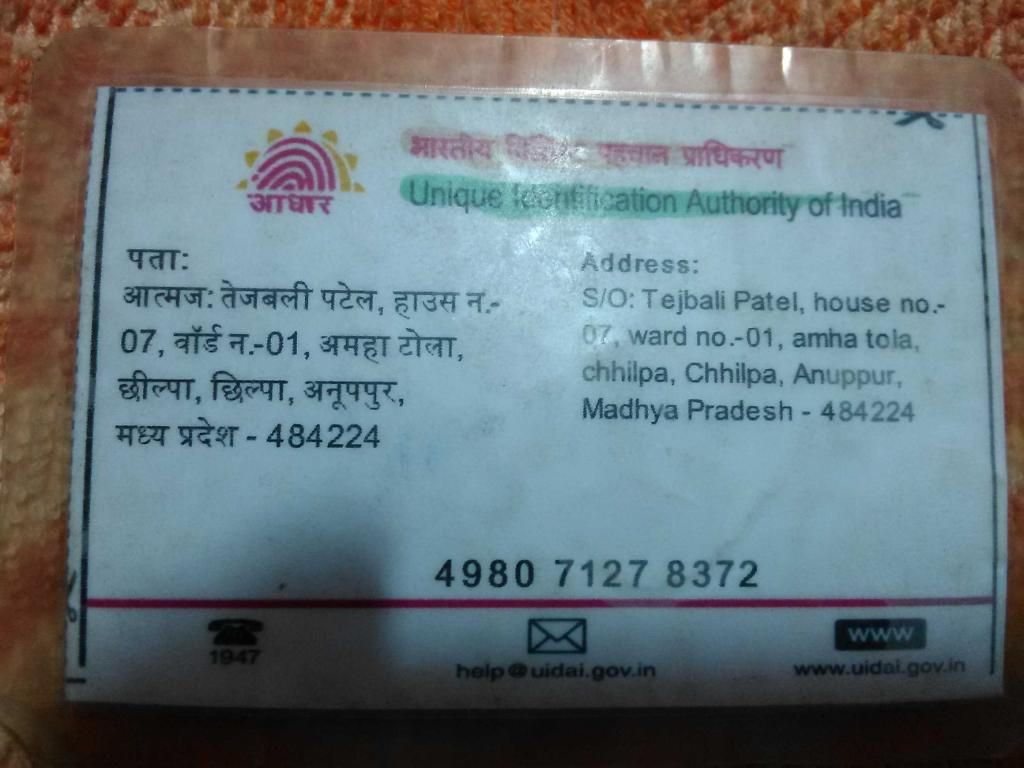 आधार
भारतीय विशिष्ट पहचान प्राधिकरण
Unique Identification Authority of India
पता:
आत्मज: तेजबली पटेल, हाउस न.-
07, वॉर्ड न.-01, अमहा टोला,
छील्पा, छिल्पा, अनूपपुर,
मध्य प्रदेश - 484224
Address:
S/O: Tejbali Patel, house no.-
07, ward no.-01, amha tola,
chhilpa, Chhilpa, Anuppur,
Madhya Pradesh - 484224
4980 7127 8372
1947
help@uidai.gov.in
www
www.uidai.gov.in